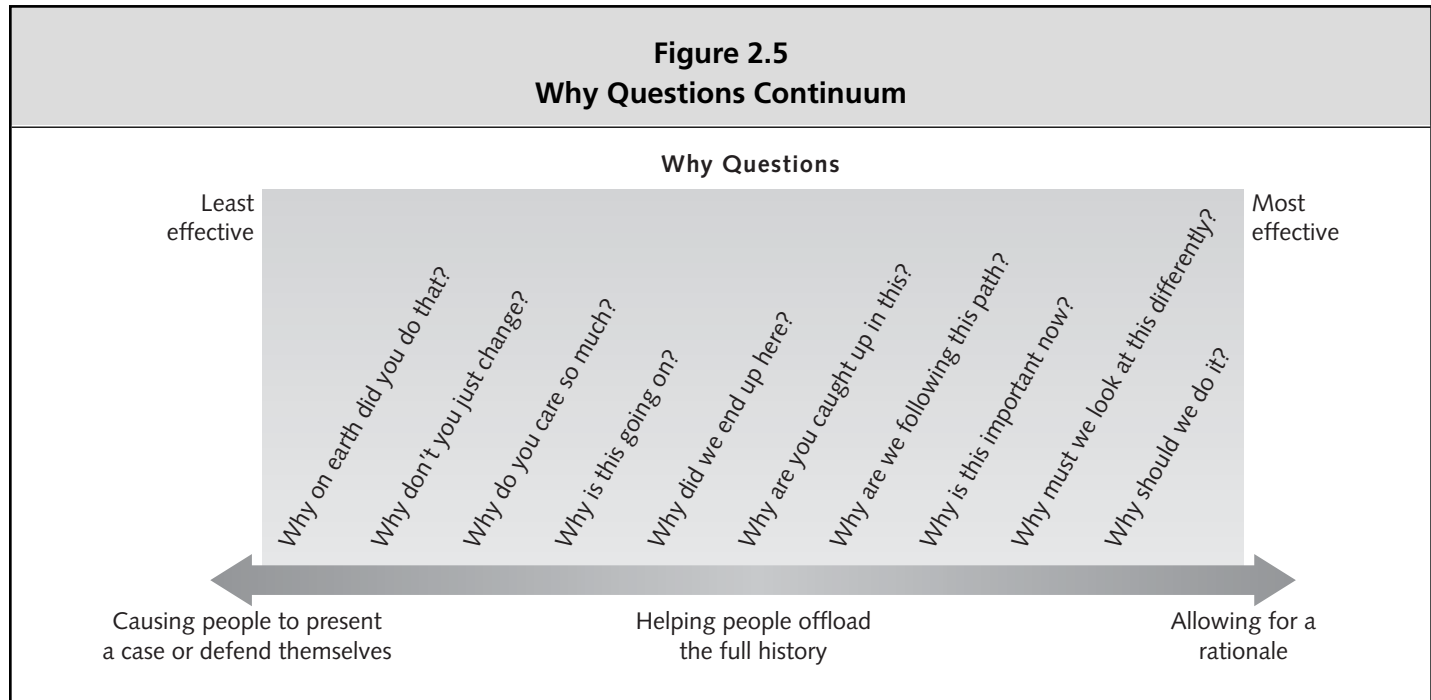 Figure 2.5
Why Questions Continuum
Why Questions
Least
effective
Most
effective
Why on earth did you do that?
Why don't you just change?
Why do you care so much?
Why is this going on?
Why did we end up here?
Why are you caught up in this?
Why are we following this path?
Why is this important now?
Why must we look at this differently?
Why should we do it?
Causing people to present
a case or defend themselves
Helping people offload
the full history
Allowing for a
rationale